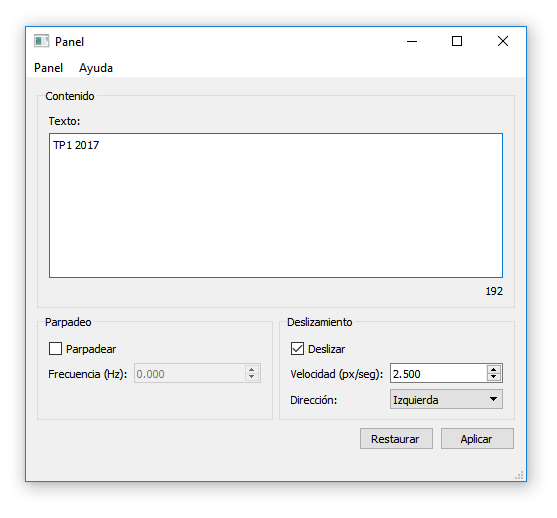 Panel
Panel Ayuda
Contenido
Texto:
TP1 2017
192
Parpadeo
Parpadear
Frecuencia (Hz): 0.000
Deslizamiento
Deslizar
Velocidad (px/seg): 2.500
Dirección: Izquierda
Restaurar Aplicar